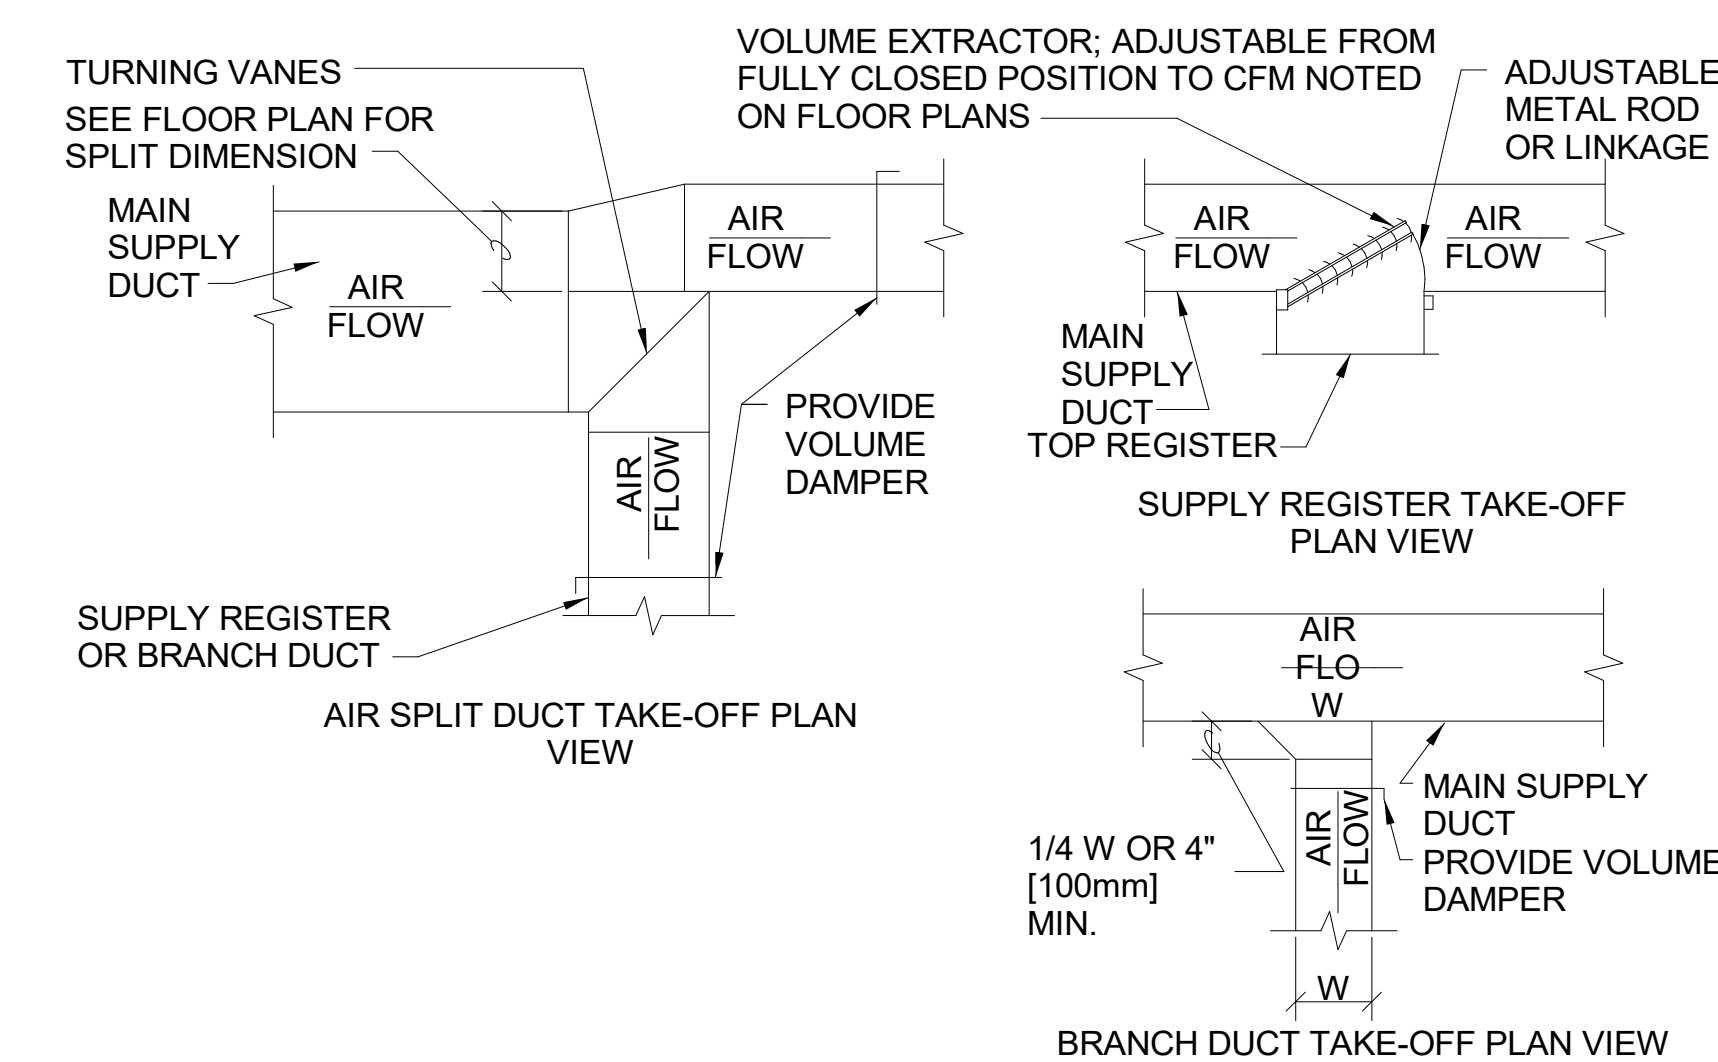 TURNING VANES
SEE FLOOR PLAN FOR
SPLIT DIMENSION
MAIN
SUPPLY
DUCT
AIR
FLOW
AIR
FLOW
PROVIDE
VOLUME
DAMPER
AIR
FLOW
SUPPLY REGISTER
OR BRANCH DUCT
AIR SPLIT DUCT TAKE-OFF PLAN
VIEW
VOLUME EXTRACTOR; ADJUSTABLE FROM
FULLY CLOSED POSITION TO CFM NOTED
ON FLOOR PLANS
ADJUSTABLE
METAL ROD
OR LINKAGE
AIR
FLOW
AIR
FLOW
MAIN
SUPPLY
DUCT
TOP REGISTER
SUPPLY REGISTER TAKE-OFF
PLAN VIEW
AIR
FLO
W
MAIN SUPPLY
DUCT
PROVIDE VOLUME
DAMPER
1/4 W OR 4"
[100mm]
MIN.
AIR
FLOW
W
BRANCH DUCT TAKE-OFF PLAN VIEW